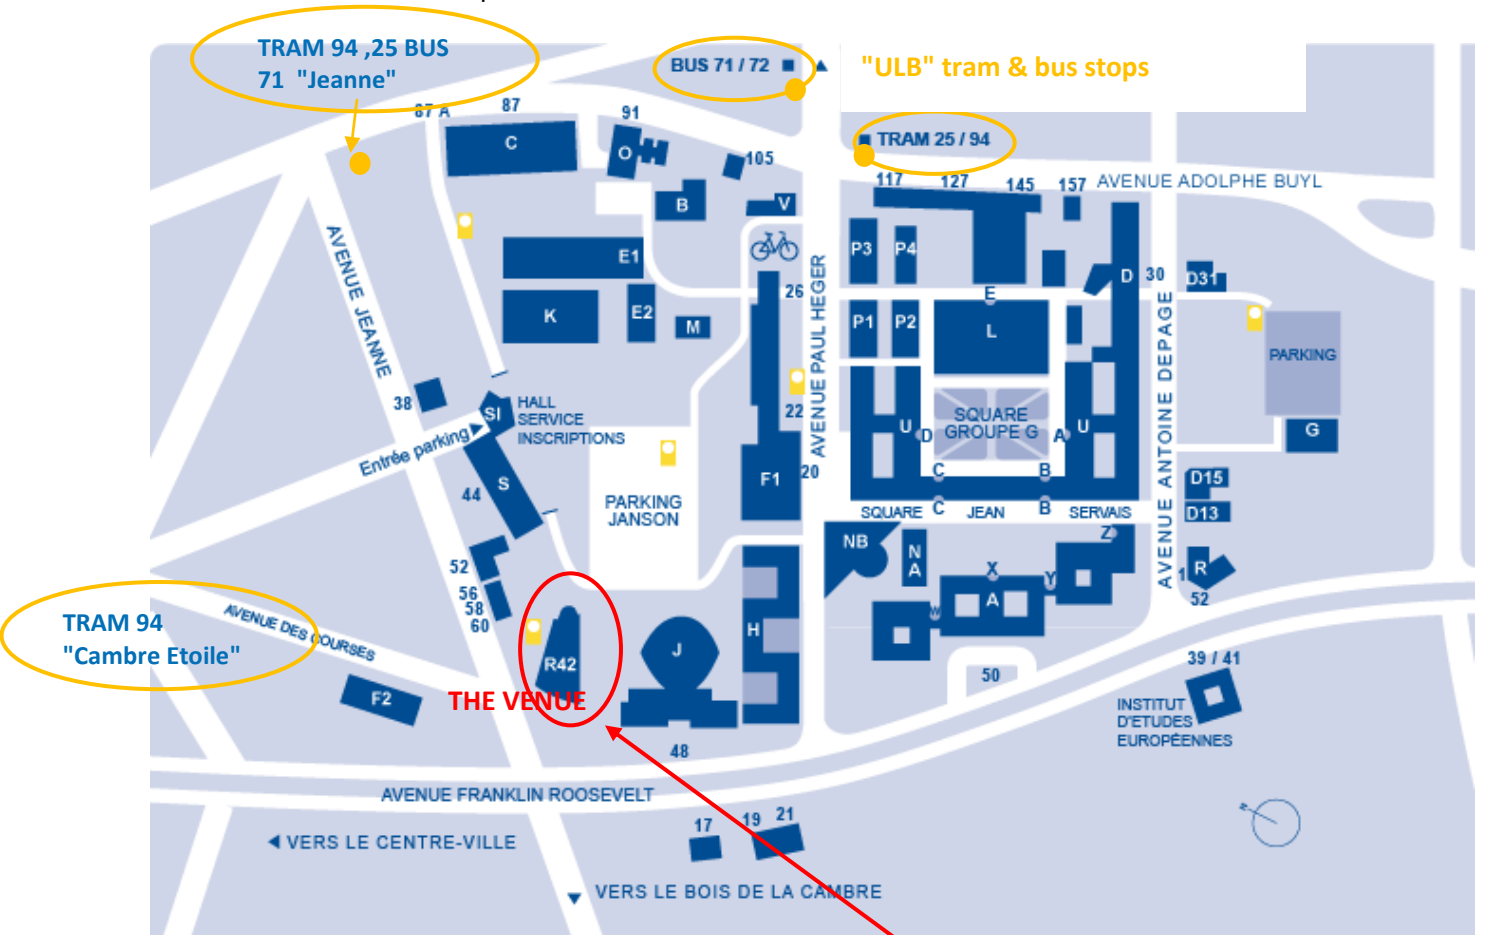 TRAM 94 ,25 BUS
71 "Jeanne"
BUS 71 / 72
"ULB" tram & bus stops
TRAM 25 / 94
87 A
87
91
105
C
O
B
V
117
127
145
157
AVENUE ADOLPHE BUYL
AVENUE JEANNE
E1
K
E2
M
26
22
20
F1
AVENUE PAUL HEGER
P3
P4
P1
P2
E
L
D
30
D31
AVENUE ANTOINE DEPAGE
PARKING
G
SQUARE
GROUPE G
U
D
A
U
C
B
SQUARE
C
JEAN
B
SERVAIS
D15
D13
R
52
38
SI
HALL
SERVICE
INSCRIPTIONS
Entrée parking
44
S
PARKING
JANSON
52
56
58
60
NB
N
A
X
A
Y
Z
W
TRAM 94
"Cambre Etoile"
AVENUE DES COURSES
F2
R42
THE VENUE
J
H
48
50
39 / 41
INSTITUT
D'ETUDES
EUROPÉENNES
AVENUE FRANKLIN ROOSEVELT
VERS LE CENTRE-VILLE
17
19
21
VERS LE BOIS DE LA CAMBRE